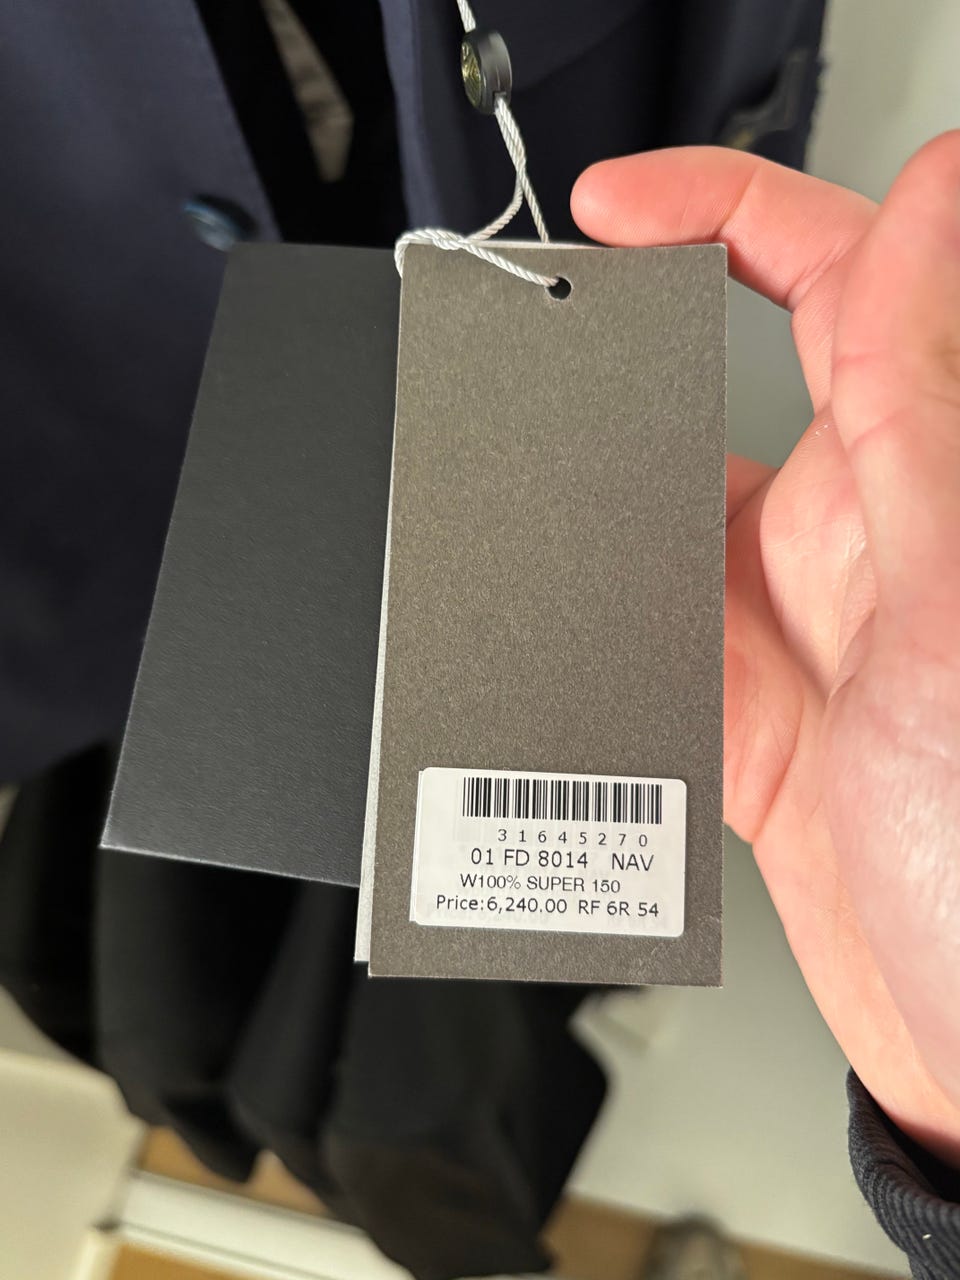 31645270
01 FD 8014 NAV
W100% SUPER 150
Price:6,240.00 RF 6R 54